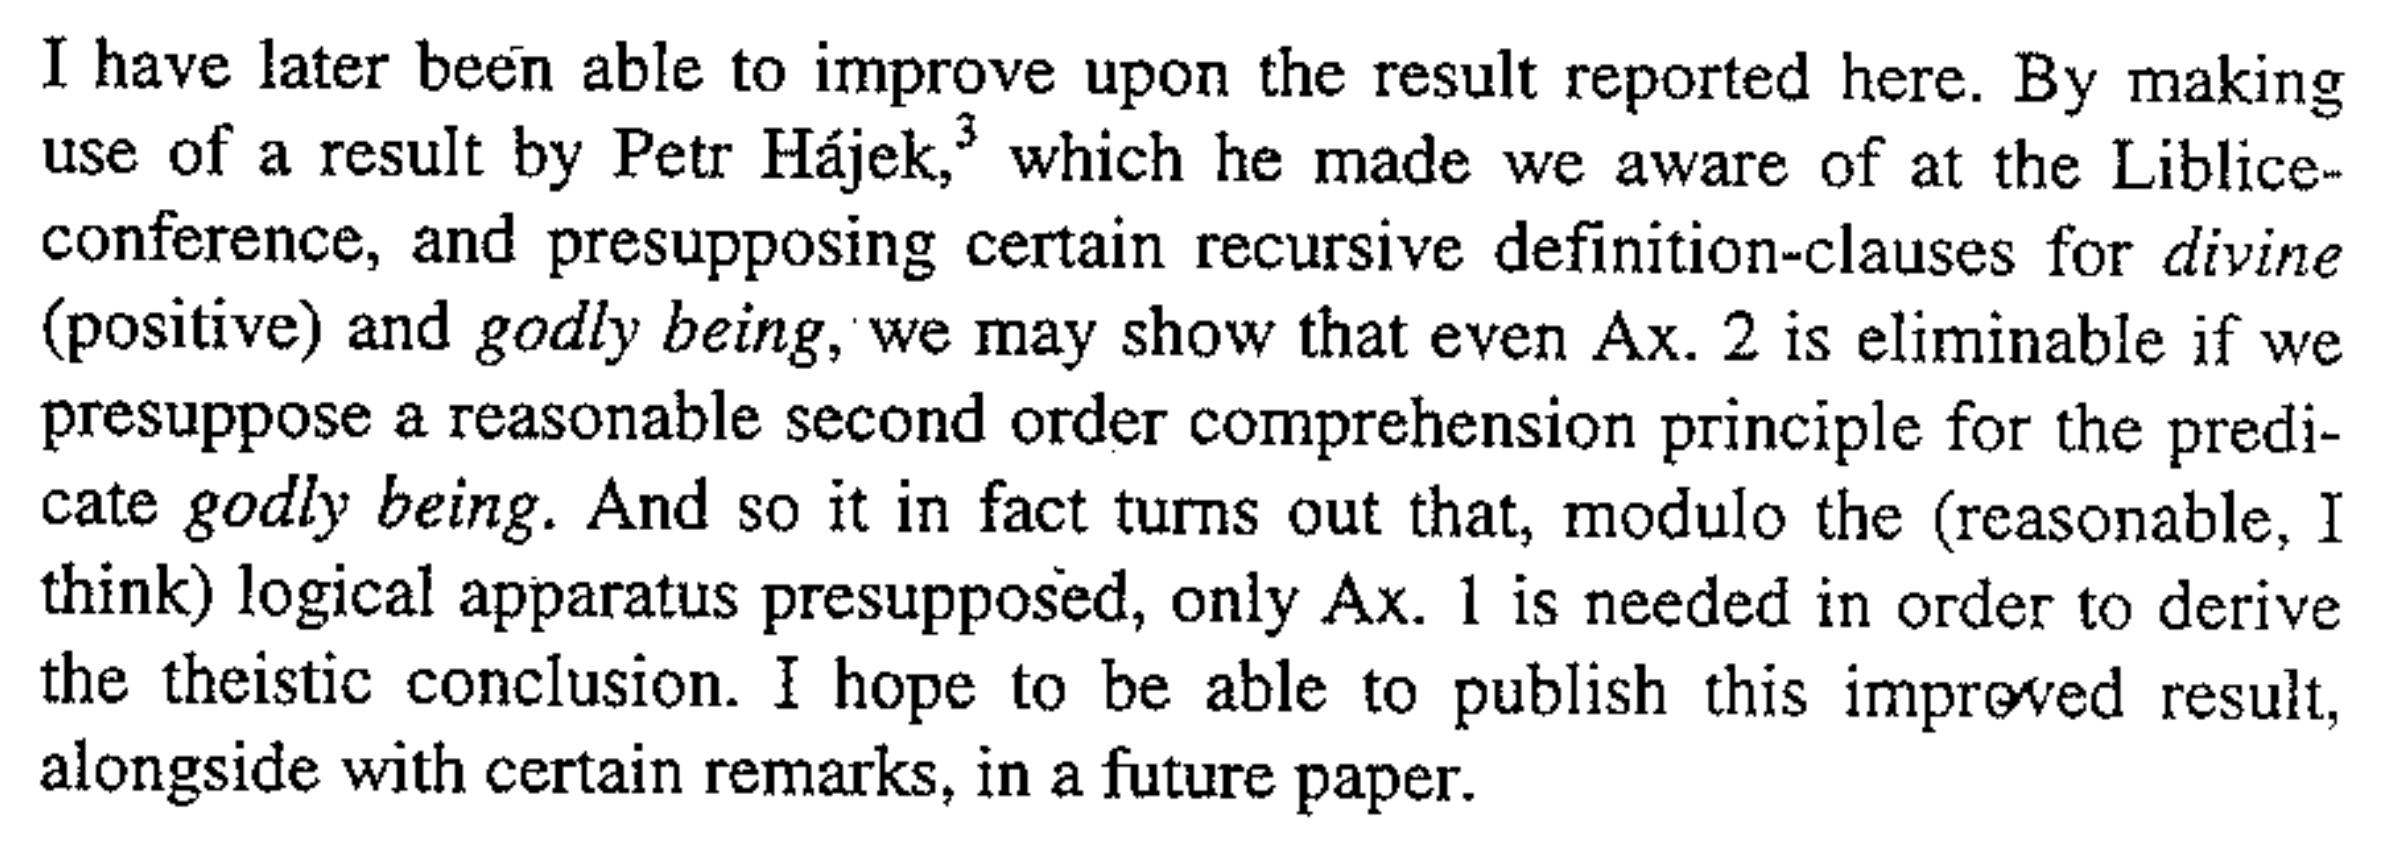 I have later been able to improve upon the result reported here. By making
use of a result by Petr Hájek,³ which he made we aware of at the Liblice-
conference, and presupposing certain recursive definition-clauses for divine
(positive) and godly being, we may show that even Ax. 2 is eliminable if we
presuppose a reasonable second order comprehension principle for the predi-
cate godly being. And so it in fact turns out that, modulo the (reasonable, I
think) logical apparatus presupposed, only Ax. 1 is needed in order to derive
the theistic conclusion. I hope to be able to publish this improved result,
alongside with certain remarks, in a future paper.